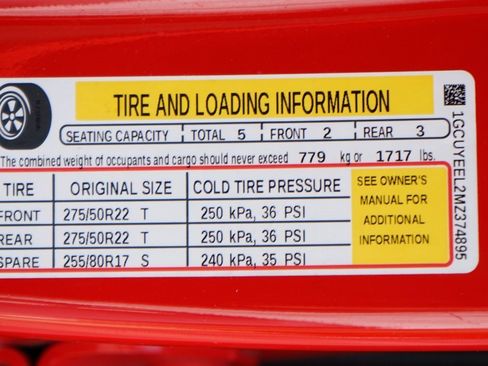 TIRE AND LOADING INFORMATION
SEATING CAPACITY TOTAL 5 FRONT 2 REAR 3
The combined weight of occupants and cargo should never exceed 779 kg or 1717 lbs.
TIRE ORIGINAL SIZE COLD TIRE PRESSURE
FRONT 275/50R22 T 250 kPa, 36 PSI
REAR 275/50R22 T 250 kPa, 36 PSI
SPARE 255/80R17 S 240 kPa, 35 PSI
SEE OWNER'S
MANUAL FOR
ADDITIONAL
INFORMATION
1GCUYEEL2MZ374895